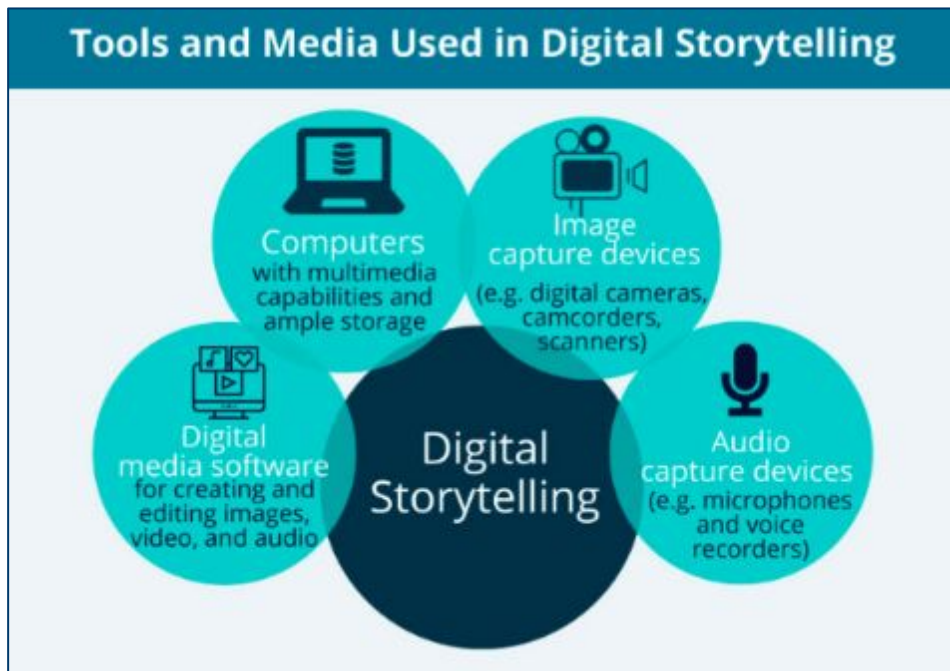 Tools and Media Used in Digital Storytelling
Computers
with multimedia
capabilities and
ample storage
Image
capture devices
(e.g. digital cameras,
camcorders,
scanners)
Digital
media software
for creating and
editing images,
video, and audio
Digital
Storytelling
Audio
capture devices
(e.g. microphones
and voice
recorders)